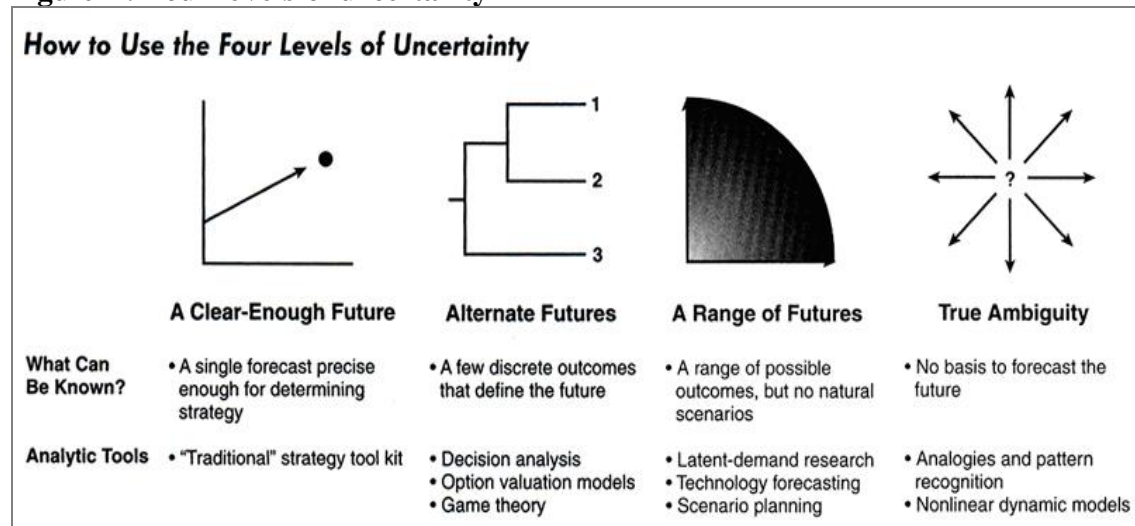 How to Use the Four Levels of Uncertainty
1
2
3
?
A Clear-Enough Future
Alternate Futures
A Range of Futures
True Ambiguity
What Can
Be Known?
• A single forecast precise
enough for determining
strategy
• A few discrete outcomes
that define the future
• A range of possible
outcomes, but no natural
scenarios
• No basis to forecast the
future
Analytic Tools
• "Traditional" strategy tool kit
• Decision analysis
• Option valuation models
• Game theory
• Latent-demand research
• Technology forecasting
• Scenario planning
• Analogies and pattern
recognition
• Nonlinear dynamic models